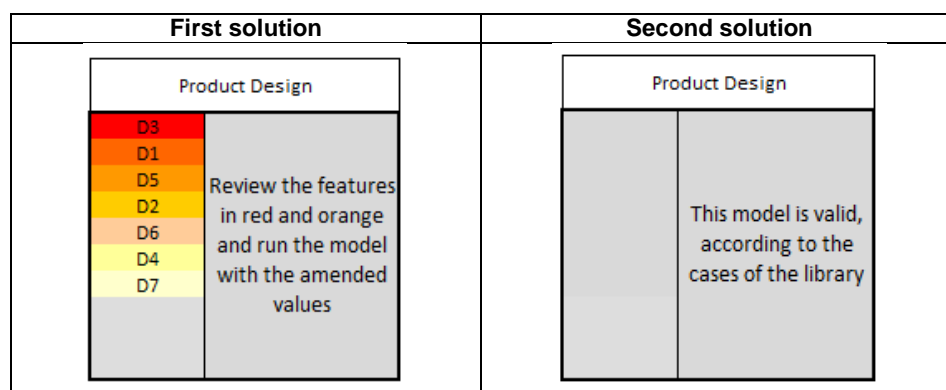 First solution
Second solution
Product Design
D3
D1
D5
D2
D6
D4
D7
Review the features
in red and orange
and run the model
with the amended
values
Product Design
This model is valid,
according to the
cases of the library